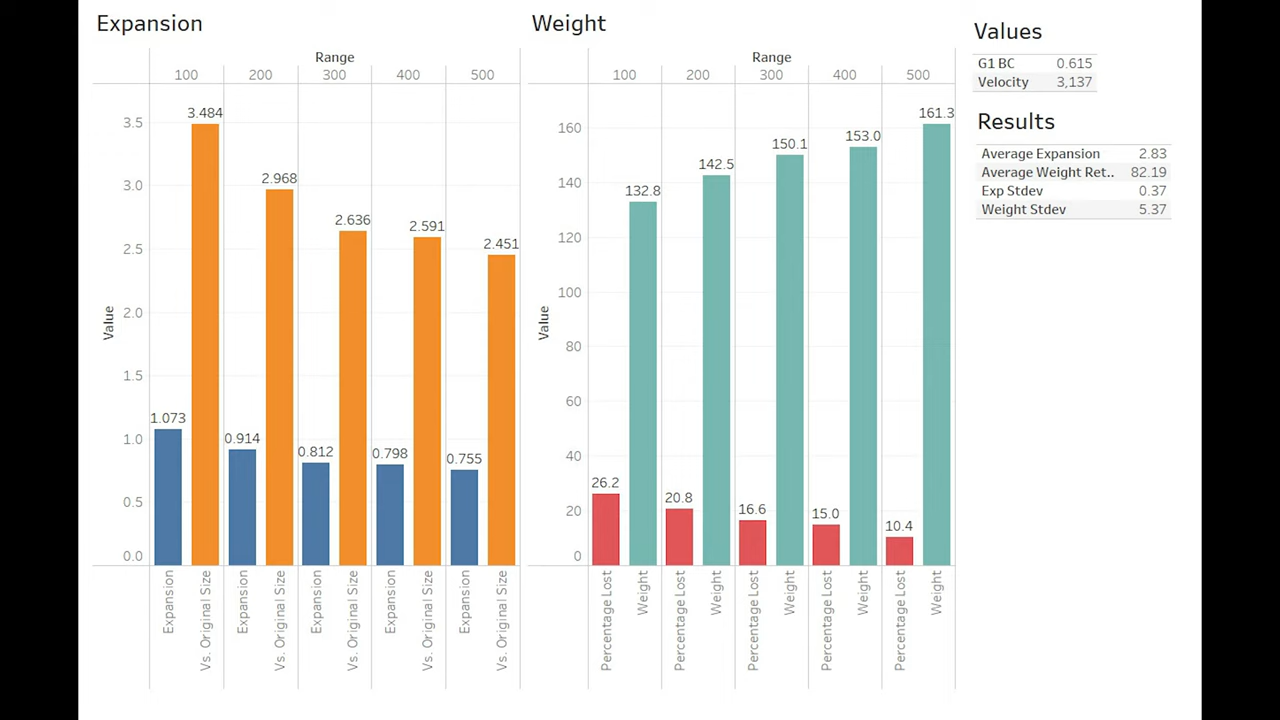 Expansion
Range
100 200 300 400 500
3.5
3.0
2.5
2.0
1.5
1.0
0.5
0.0
Value
3.484
2.968
2.636
2.591
2.451
1.073
0.914
0.812
0.798
0.755
Expansion
Vs. Original Size
Expansion
Vs. Original Size
Expansion
Vs. Original Size
Expansion
Vs. Original Size
Expansion
Vs. Original Size
Weight
Range
100 200 300 400 500
160
140
120
100
80
60
40
20
0
Value
132.8
142.5
150.1
153.0
161.3
26.2
20.8
16.6
15.0
10.4
Percentage Lost
Weight
Percentage Lost
Weight
Percentage Lost
Weight
Percentage Lost
Weight
Percentage Lost
Weight
Values
G1 BC 0.615
Velocity 3,137
Results
Average Expansion 2.83
Average Weight Ret.. 82.19
Exp Stdev 0.37
Weight Stdev 5.37